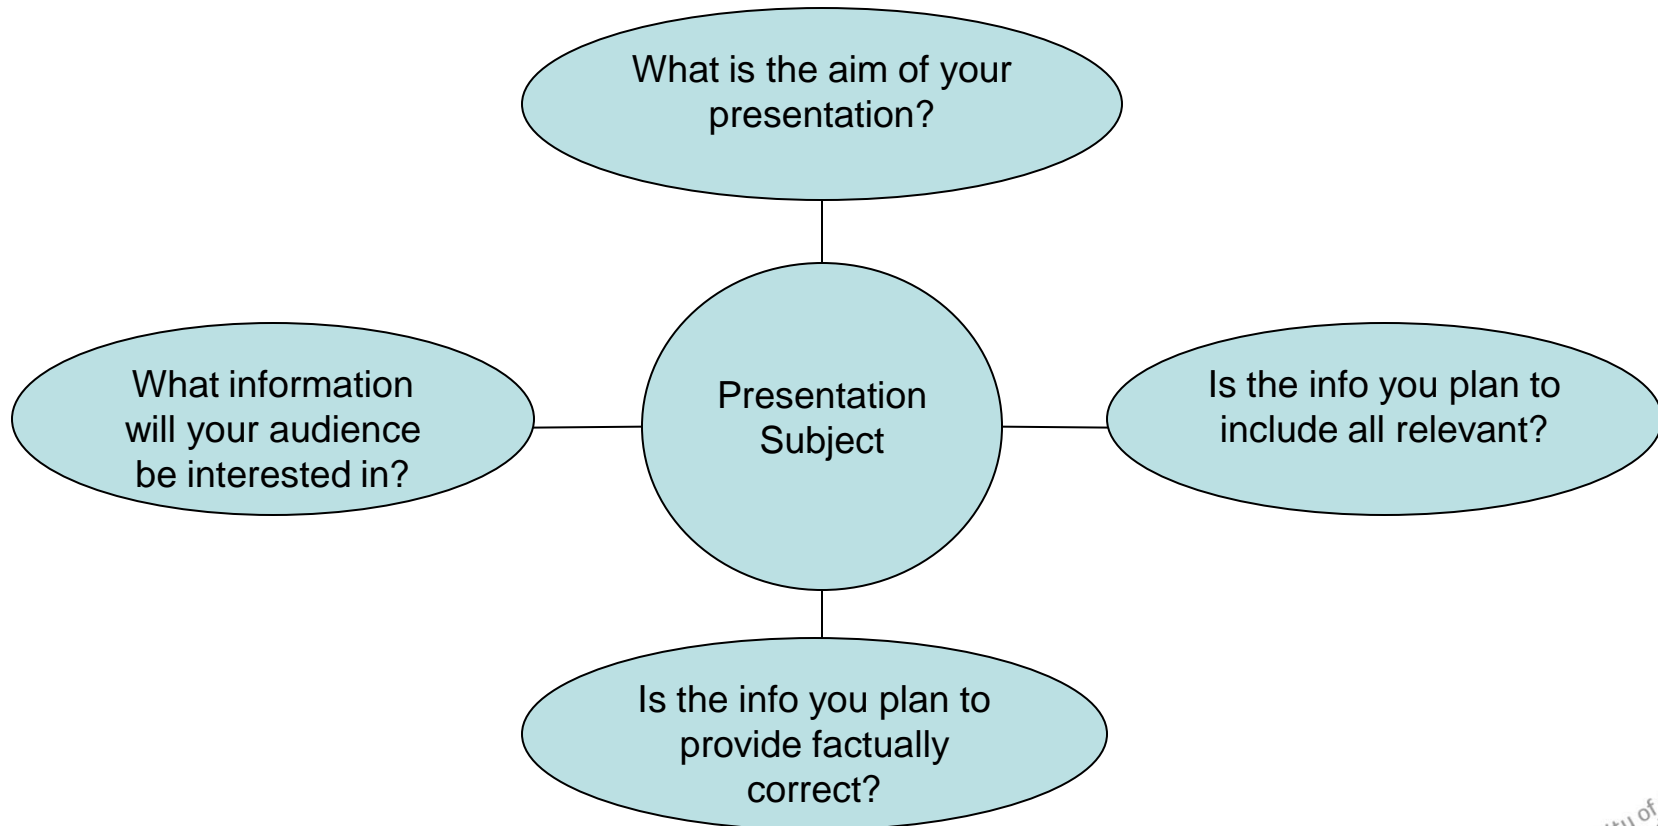 What is the aim of your
presentation?
What information
will your audience
be interested in?
Presentation
Subject
Is the info you plan to
include all relevant?
Is the info you plan to
provide factually
correct?
of